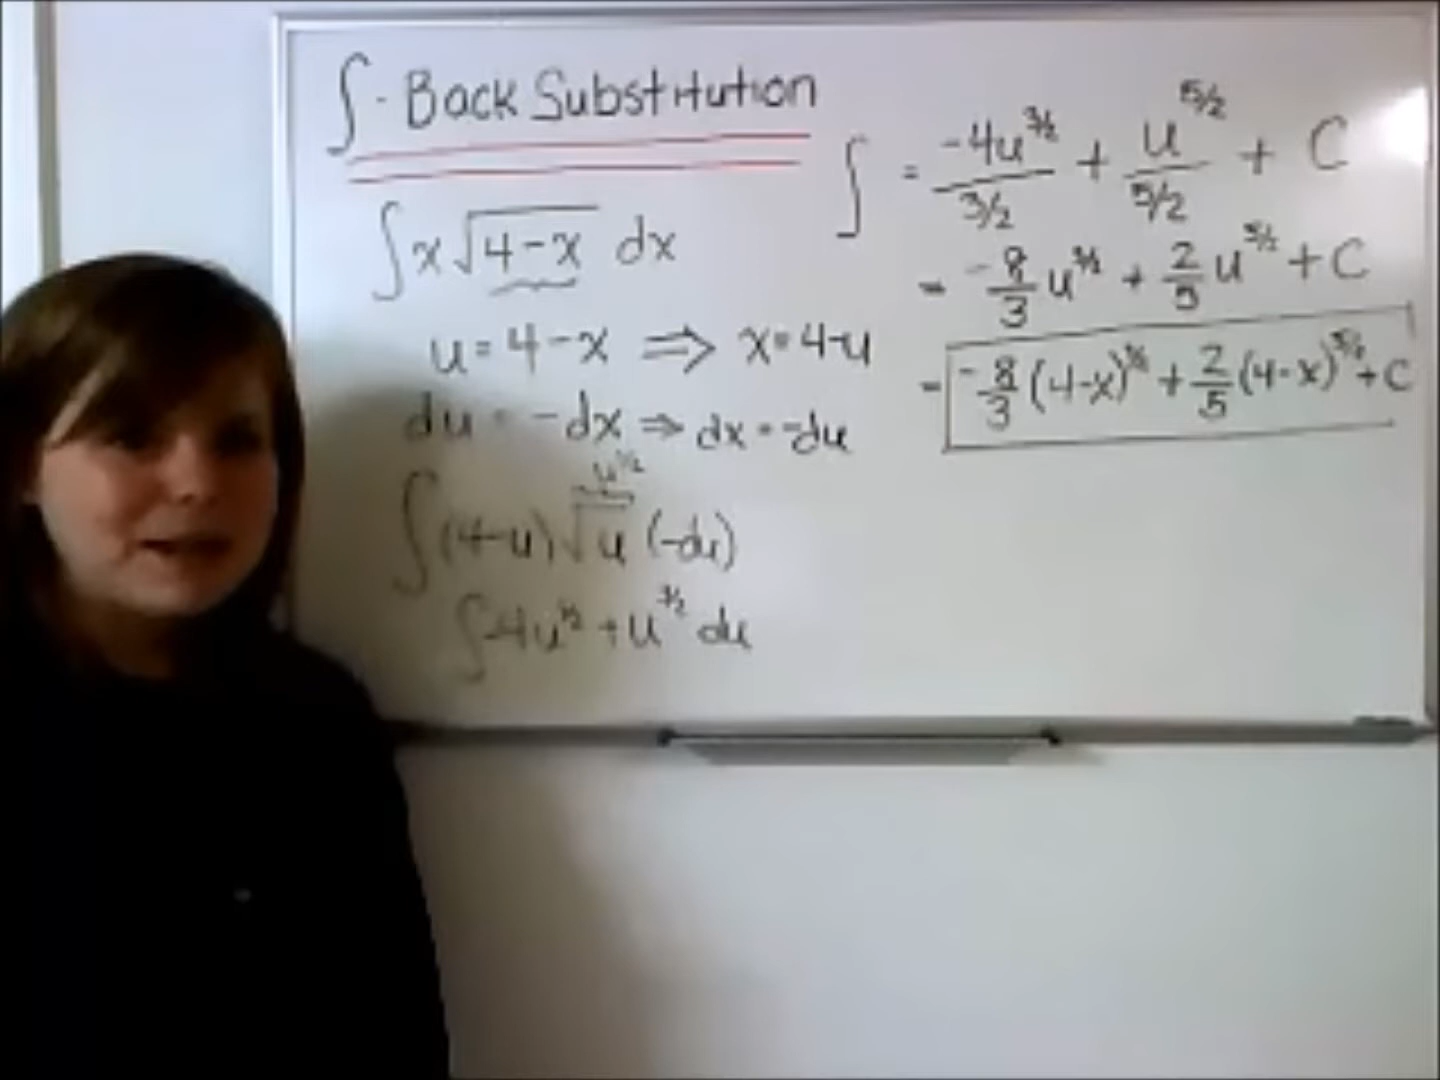 ∫ - Back Substitution
∫ x √(4-x) dx
u = 4-x ⇒ x = 4-u
du = -dx ⇒ dx = -du
u^1/2
∫ (4-u) √u (-du)
∫ -4u^1/2 + u^3/2 du
∫ = -4u^3/2 / 3/2 + u^5/2 / 5/2 + C
= -8/3 u^3/2 + 2/5 u^5/2 + C
= -8/3 (4-x)^3/2 + 2/5 (4-x)^5/2 + C